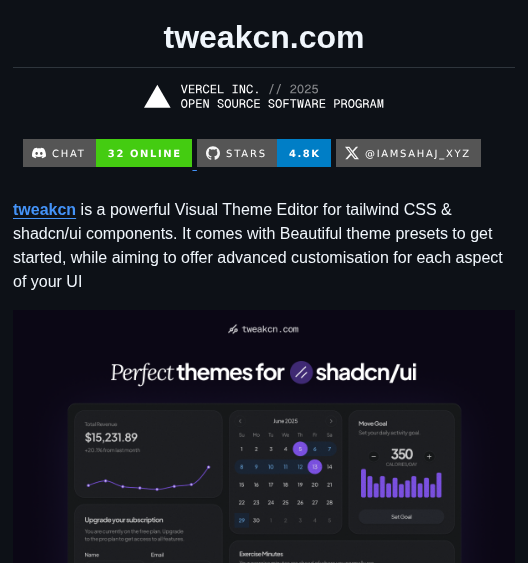 tweakcn.com
VERCEL INC. // 2025
OPEN SOURCE SOFTWARE PROGRAM
CHAT 32 ONLINE STARS 4.8K @IAMSAHAJ_XYZ
tweakcn is a powerful Visual Theme Editor for tailwind CSS &
shadcn/ui components. It comes with Beautiful theme presets to get
started, while aiming to offer advanced customisation for each aspect
of your UI
tweakcn.com
Perfect themes for shadcn/ui
Total Revenue
$15,231.89
+20.1% from last month
June 2025
Su Mo Tu We Th Fr Sa
1 2 3 4 5 6 7
8 9 10 11 12 13 14
15 16 17 18 19 20 21
22 23 24 25 26 27 28
29 30 1 2 3 4 5
Move Goal
Set your daily activity goal.
350
CALORIES/DAY
Set Goal
Upgrade your subscription
You are currently on the free plan. Upgrade
to the pro plan to get access to all features.
Name Email
Exercise Minutes